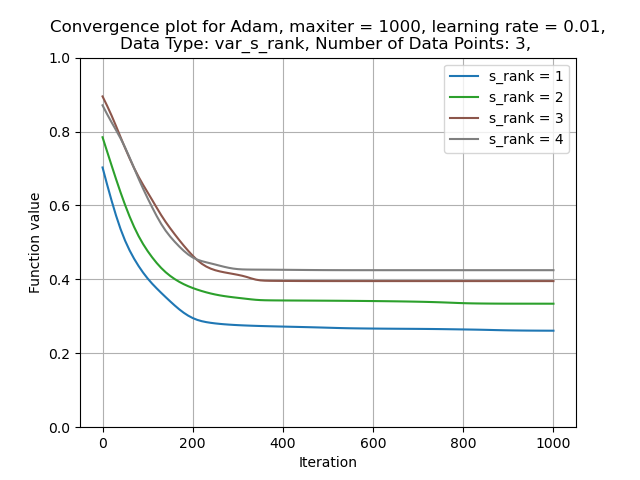 Convergence plot for Adam, maxiter = 1000, learning rate = 0.01,
Data Type: var_s_rank, Number of Data Points: 3,
1.0
0.8
0.6
0.4
0.2
0.0
Function value
s_rank = 1
s_rank = 2
s_rank = 3
s_rank = 4
0 200 400 600 800 1000
Iteration